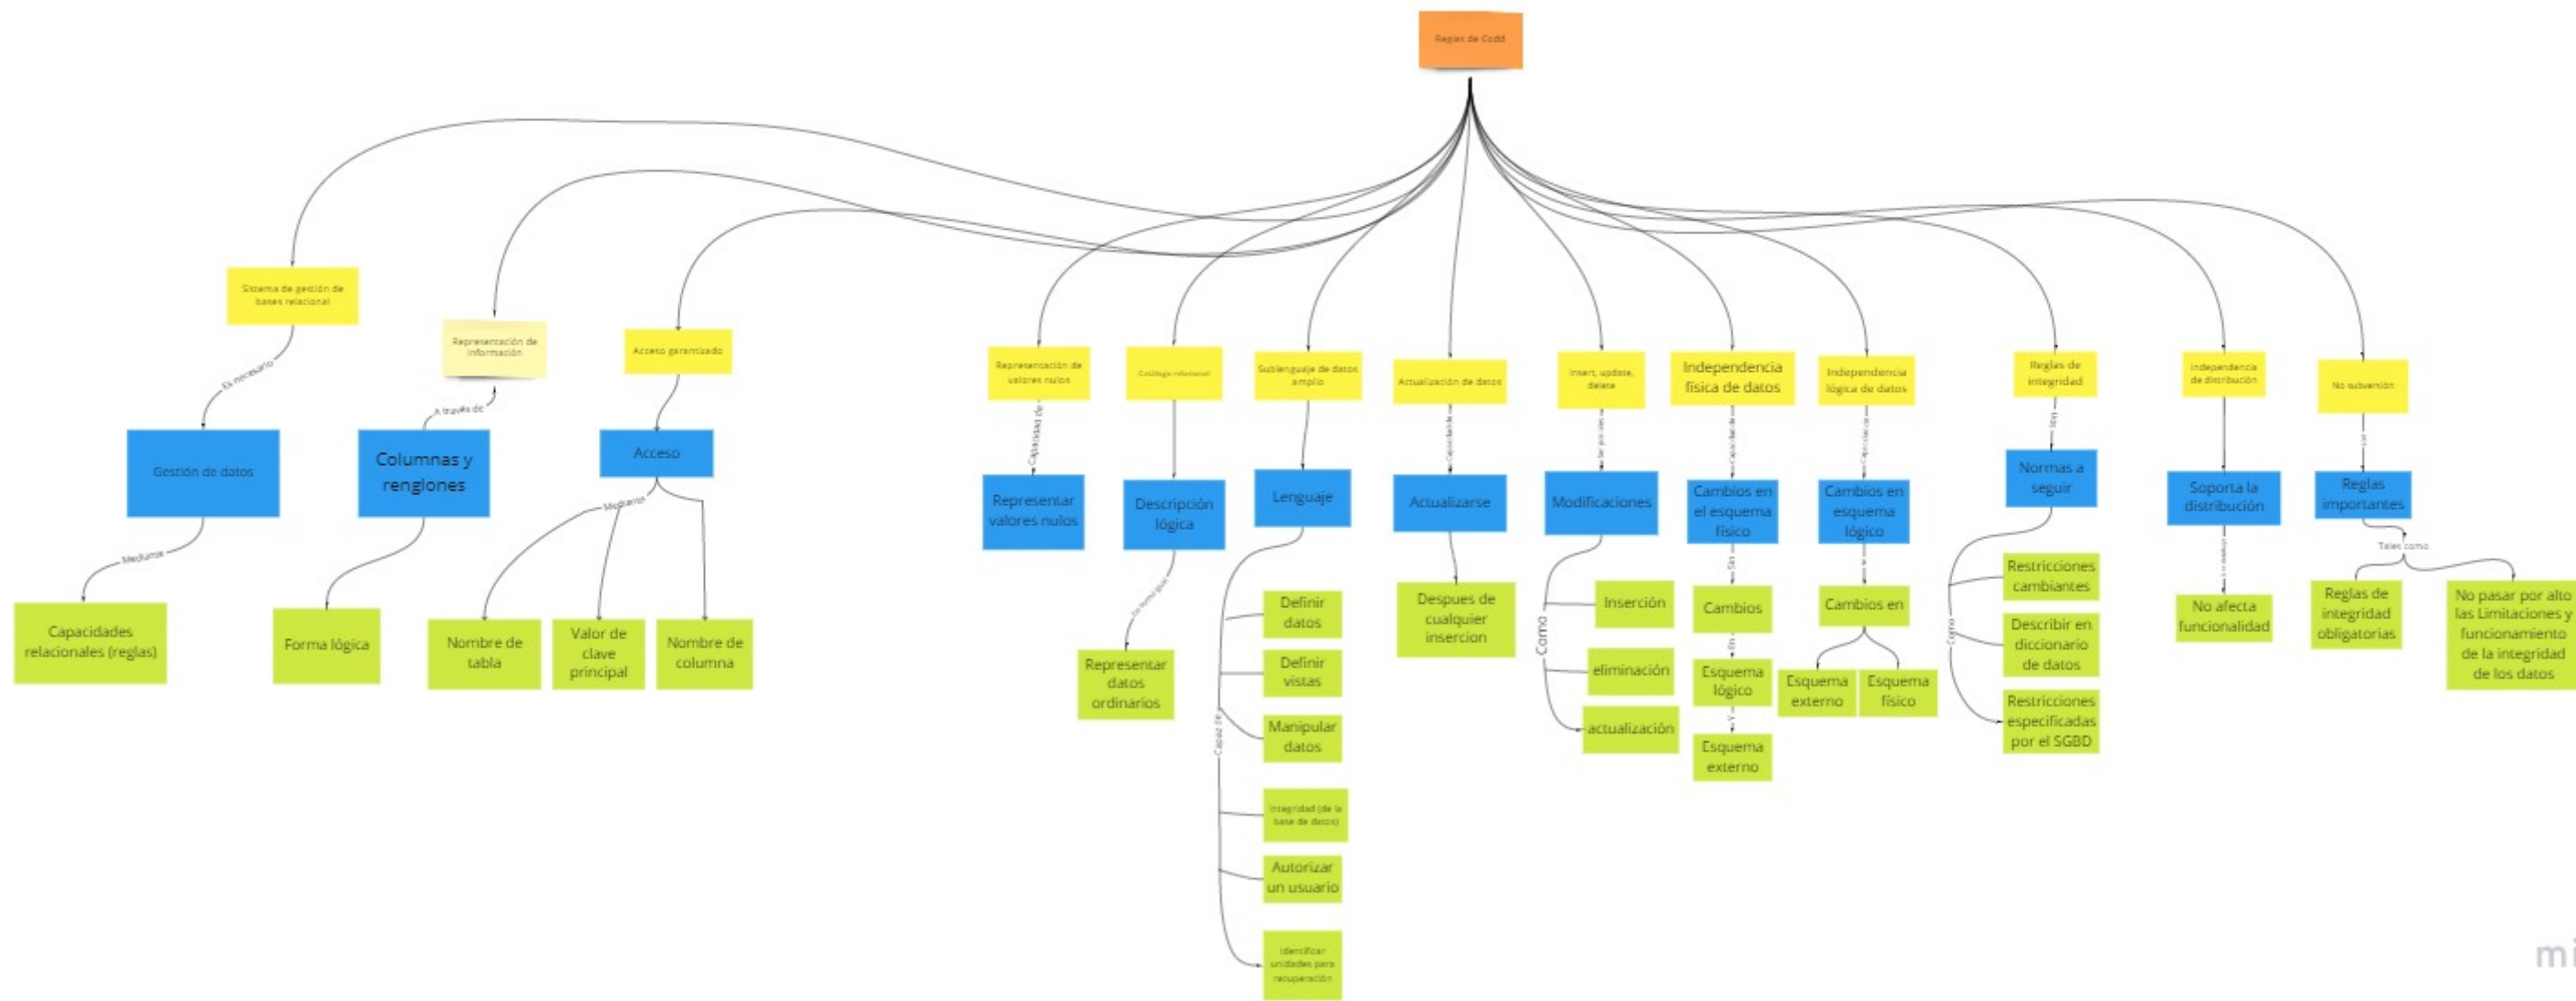 Reglas de Codd
Sistema de gestión de
bases relacional
Es necesario
Gestión de datos
Mediante
Capacidades
relacionales (reglas)
Representación de
información
A través de
Columnas y
renglones
Forma lógica
Acceso garantizado
Acceso
Mediante
Nombre de
tabla
Valor de
clave
principal
Nombre de
columna
Representación de
valores nulos
Capacidad de
Representar
valores nulos
Catálogo relacional
Descripción
lógica
Representar
datos
ordinarios
Sublenguaje de datos
amplio
Lenguaje
Capaz de
Definir
datos
Definir
vistas
Manipular
datos
Integridad (de la
base de datos)
Autorizar
un usuario
Identificar
unidades para
recuperación
Actualización de datos
Capacidad de
Actualizarse
Despues de
cualquier
insercion
Insert, update,
delete
Modificaciones
Como
Inserción
eliminación
actualización
Independencia
física de datos
Capacidad de
Cambios en
el esquema
físico
Sin
Cambios
En
Esquema
lógico
Y
Esquema
externo
Independencia
lógica de datos
Capacidad de
Cambios en
esquema
lógico
Cambios en
Esquema
externo
Esquema
físico
Reglas de
integridad
Normas a
seguir
Como
Restricciones
cambiantes
Describir en
diccionario
de datos
Restricciones
especificadas
por el SGBD
Independencia
de distribución
Soporta la
distribución
No afecta
funcionalidad
No subversión
Reglas
importantes
Tales como
Reglas de
integridad
obligatorias
No pasar por alto
las Limitaciones y
funcionamiento
de la integridad
de los datos
mi